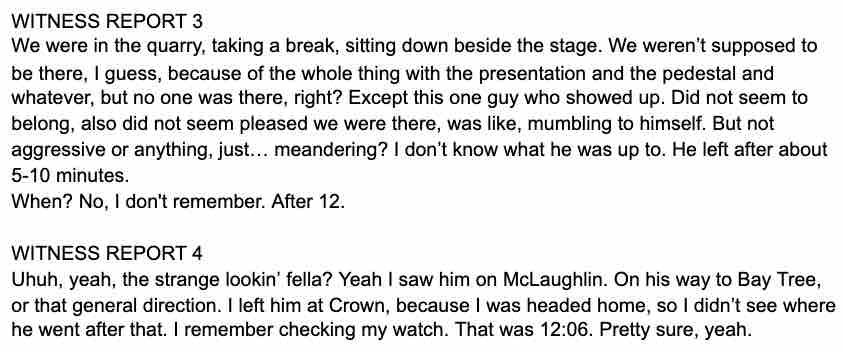 WITNESS REPORT 3
We were in the quarry, taking a break, sitting down beside the stage. We weren’t supposed to
be there, I guess, because of the whole thing with the presentation and the pedestal and
whatever, but no one was there, right? Except this one guy who showed up. Did not seem to
belong, also did not seem pleased we were there, was like, mumbling to himself. But not
aggressive or anything, just… meandering? I don’t know what he was up to. He left after about
5-10 minutes.
When? No, I don't remember. After 12.
WITNESS REPORT 4
Uhuh, yeah, the strange lookin’ fella? Yeah I saw him on McLaughlin. On his way to Bay Tree,
or that general direction. I left him at Crown, because I was headed home, so I didn’t see where
he went after that. I remember checking my watch. That was 12:06. Pretty sure, yeah.